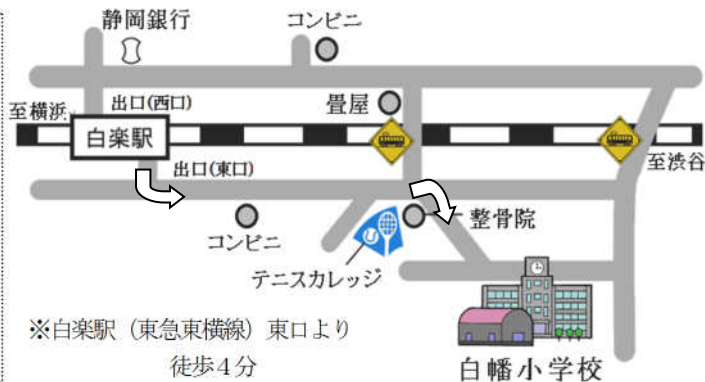 静岡銀行
コンビニ
至横浜
出口(西口)
畳屋
白楽駅
出口(東口)
至渋谷
コンビニ
整骨院
テニスカレッジ
※白楽駅（東急東横線）東口より
徒歩４分
白幡小学校